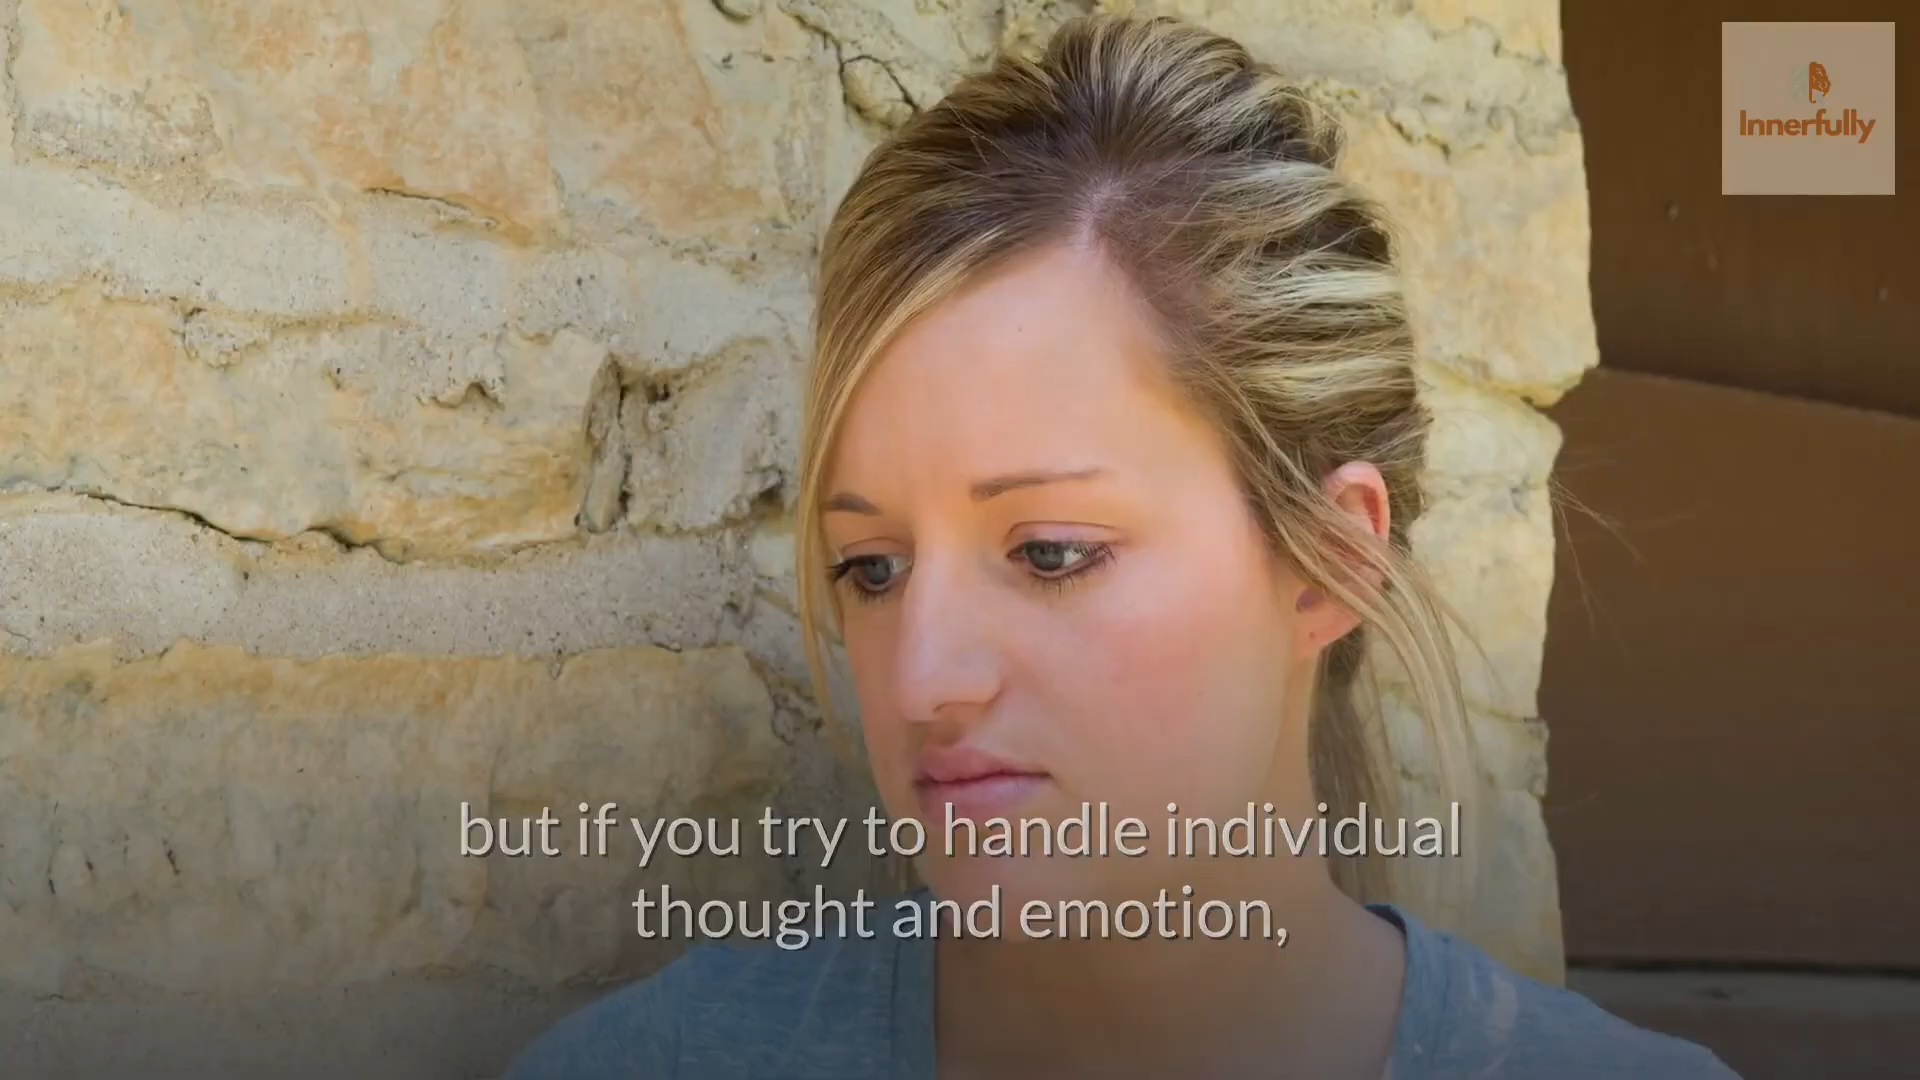 Innerfully
but if you try to handle individual
thought and emotion,